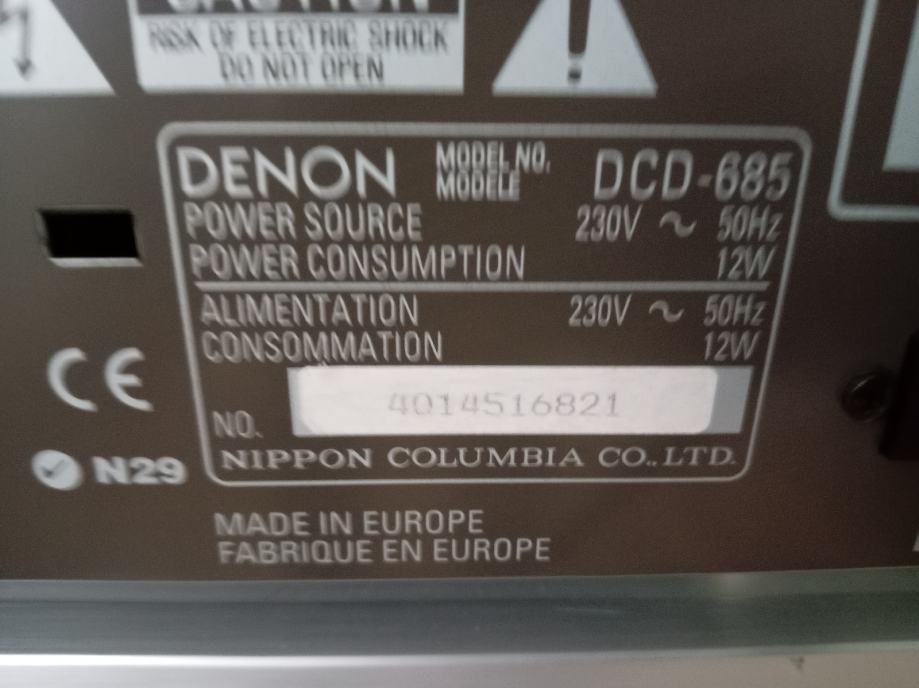 CAUTION
RISK OF ELECTRIC SHOCK
DO NOT OPEN
DENON MODEL NO. MODELE DCD-685
POWER SOURCE 230V ~ 50Hz
POWER CONSUMPTION 12W
ALIMENTATION 230V ~ 50Hz
CONSOMMATION 12W
NO. 4014516821
NIPPON COLUMBIA CO., LTD.
CE
N29
MADE IN EUROPE
FABRIQUE EN EUROPE